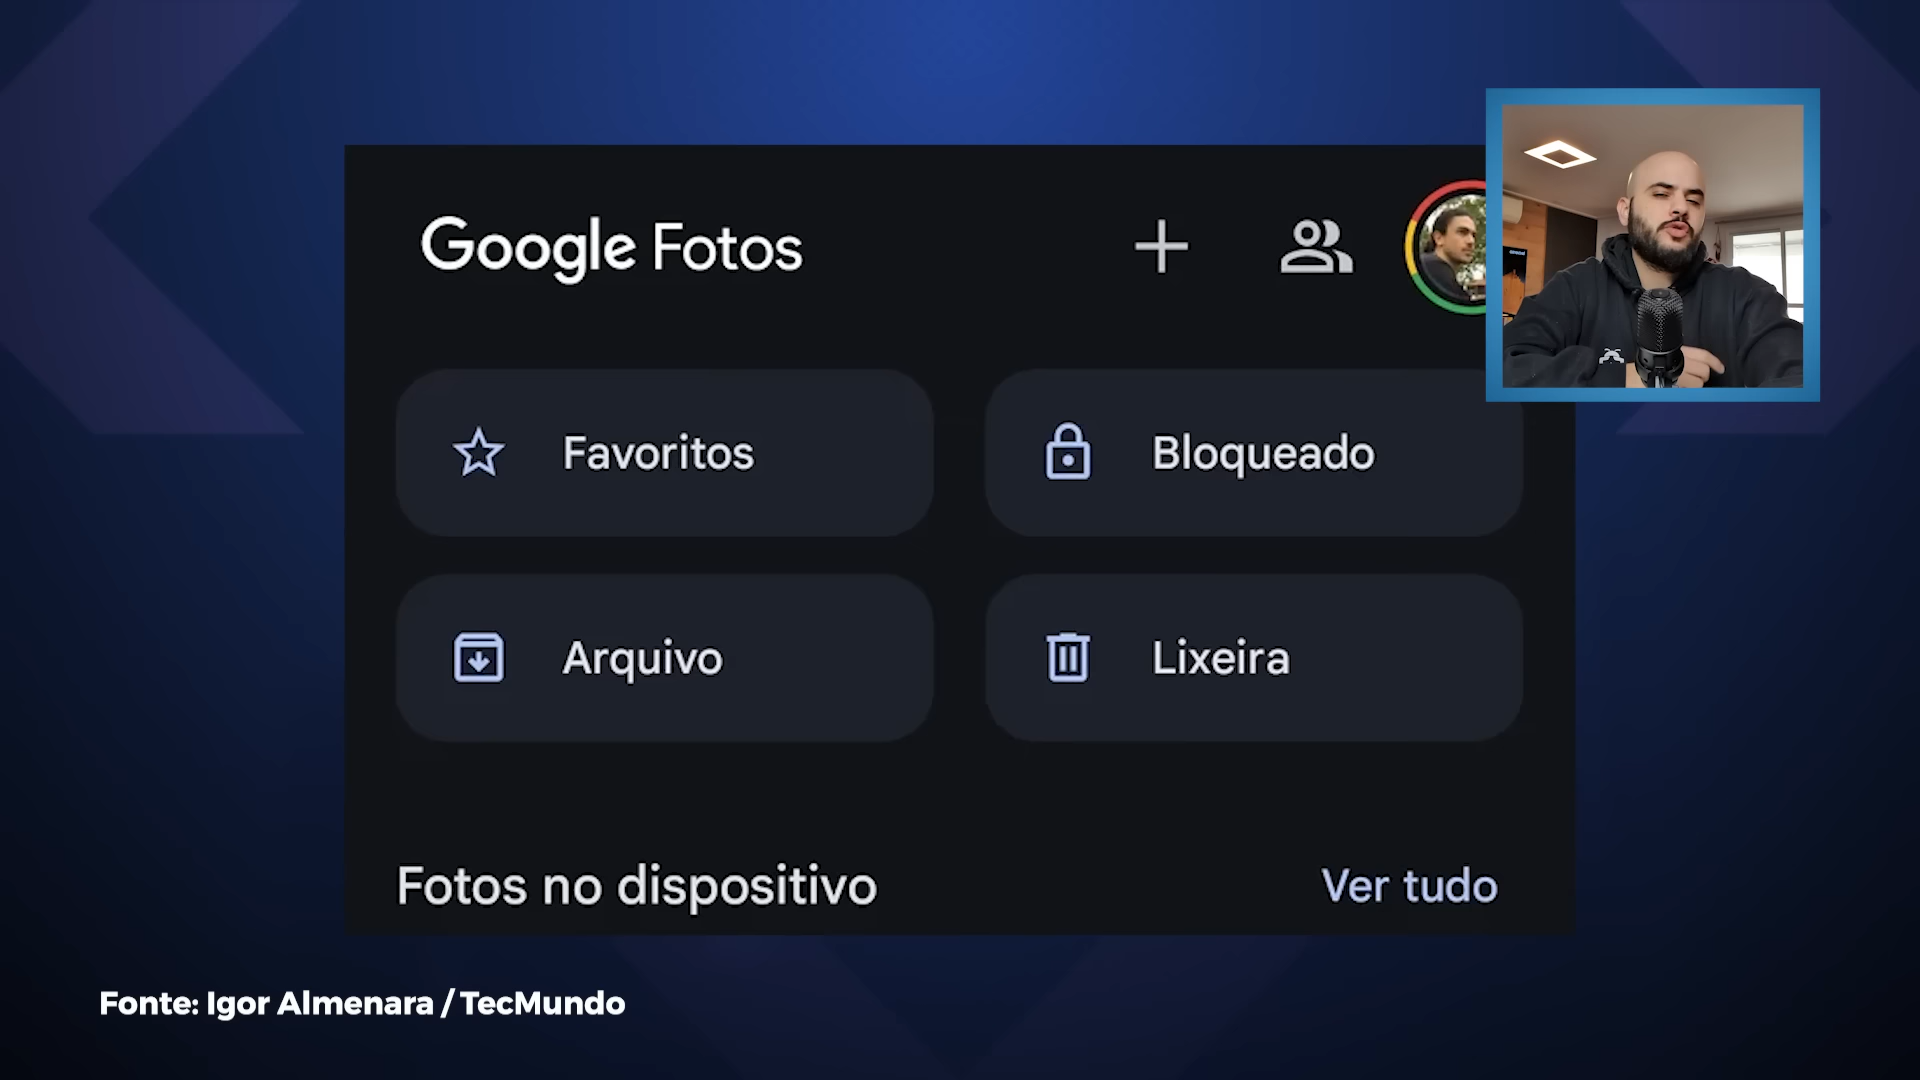 Google Fotos
Favoritos
Bloqueado
Arquivo
Lixeira
Fotos no dispositivo
Ver tudo
Fonte: Igor Almenara / TecMundo